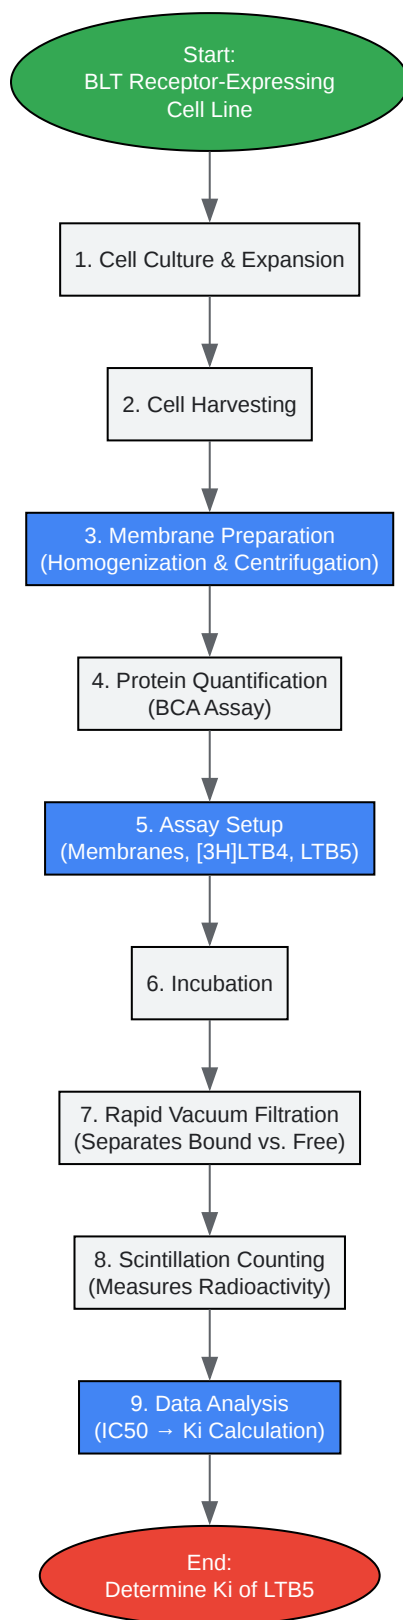 Start:
BLT Receptor-Expressing
Cell Line
1. Cell Culture & Expansion
2. Cell Harvesting
3. Membrane Preparation
(Homogenization & Centrifugation)
4. Protein Quantification
(BCA Assay)
5. Assay Setup
(Membranes, [3H]LTB4, LTB5)
6. Incubation
7. Rapid Vacuum Filtration
(Separates Bound vs. Free)
8. Scintillation Counting
(Measures Radioactivity)
9. Data Analysis
(IC50 → Ki Calculation)
End:
Determine Ki of LTB5